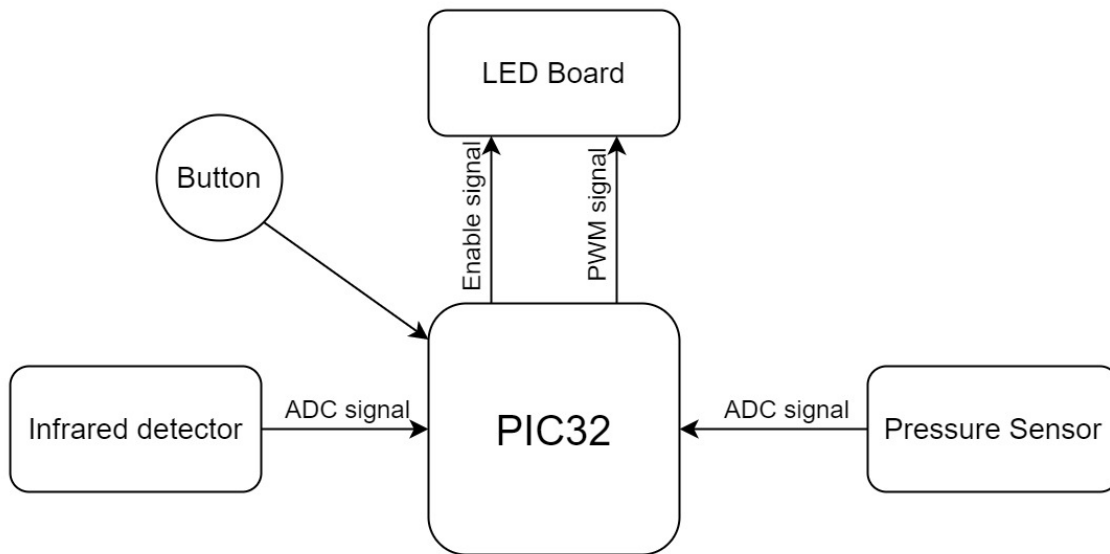 LED Board
Button
Enable signal
PWM signal
Infrared detector
ADC signal
PIC32
ADC signal
Pressure Sensor